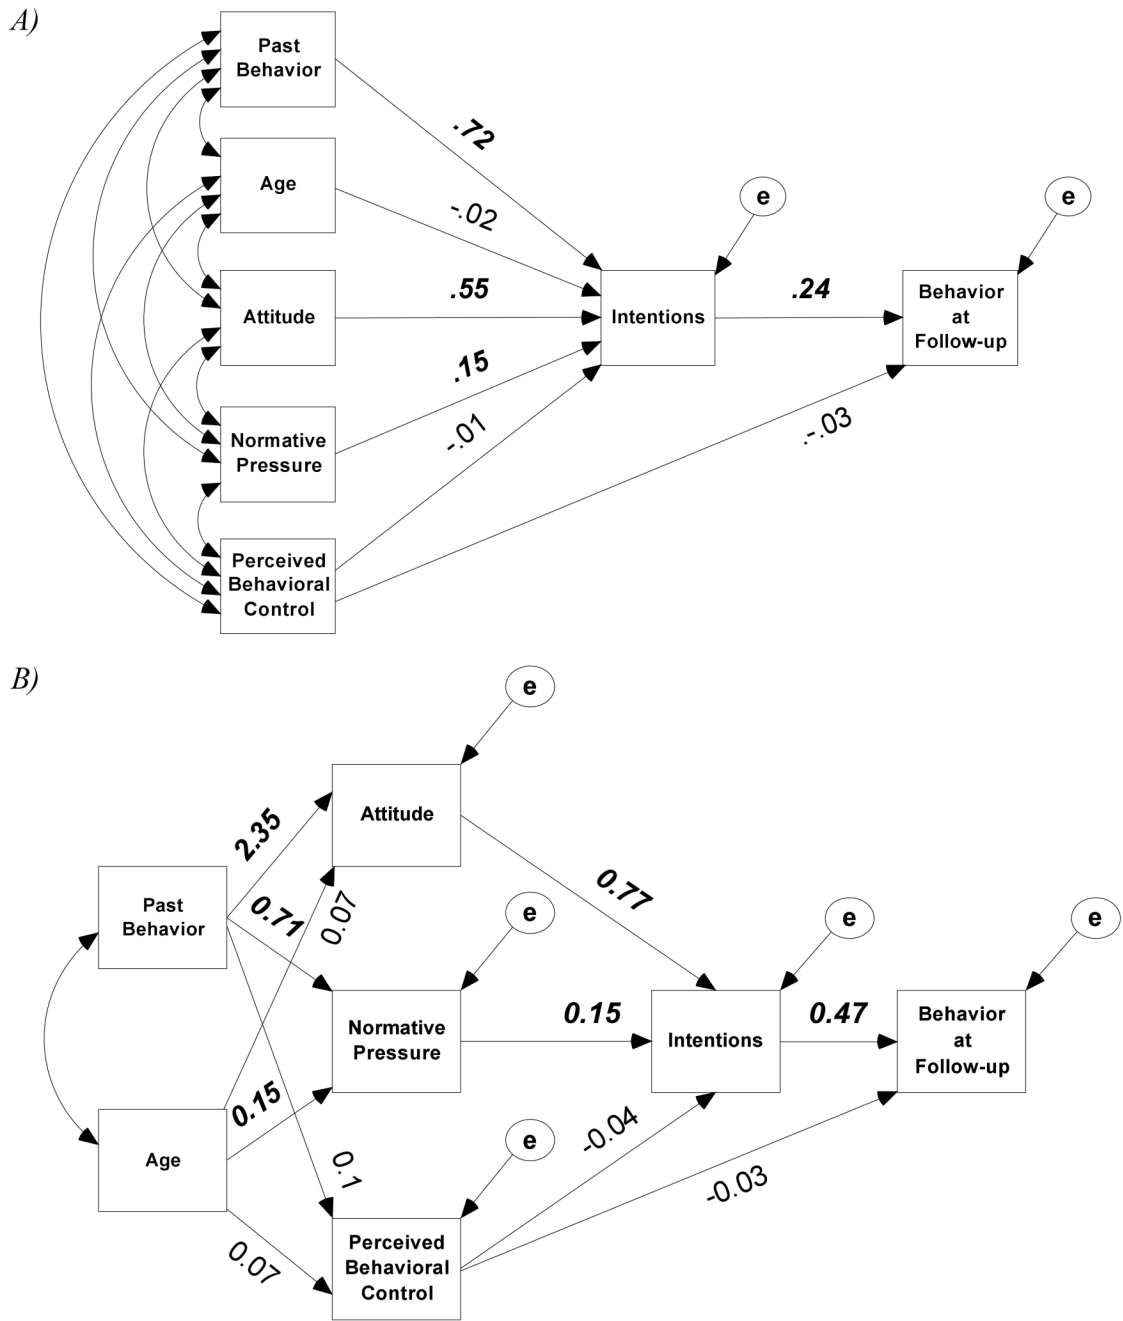 A)
Past
Behavior
.72
Age
-.02
e
e
Attitude
.55
Intentions
.24
Behavior
at
Follow-up
.15
Normative
Pressure
-.01
.-.03
Perceived
Behavioral
Control
B)
e
Attitude
2.35
0.77
Past
Behavior
0.71
0.07
e
e
e
Normative
Pressure
0.15
Intentions
0.47
Behavior
at
Follow-up
0.15
Age
0.1
e
-0.04
-0.03
0.07
Perceived
Behavioral
Control